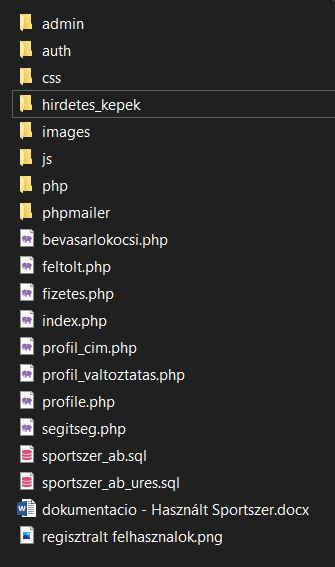 admin
auth
css
hirdetes_kepek
images
js
php
phpmailer
bevasarlokocsi.php
feltolt.php
fizetes.php
index.php
profil_cim.php
profil_valtoztatas.php
profile.php
segitseg.php
sportszer_ab.sql
sportszer_ab_ures.sql
dokumentacio - Használt Sportszer.docx
regisztralt felhasznalok.png